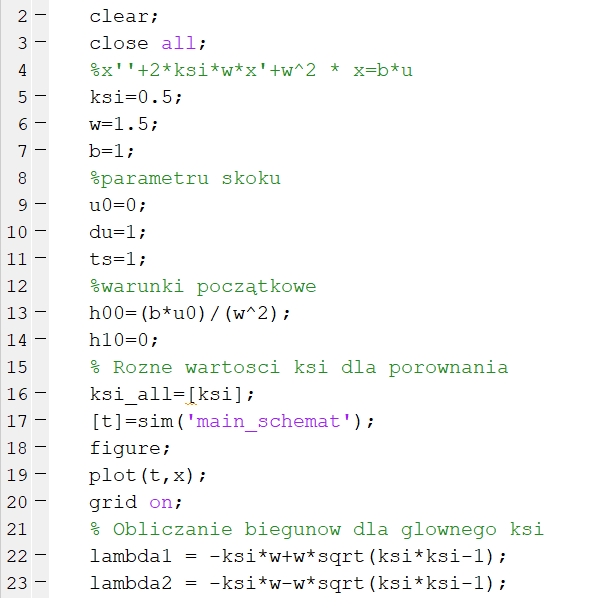 2 – clear;
3 – close all;
4 %x''+2*ksi*w*x'+w^2 * x=b*u
5 – ksi=0.5;
6 – w=1.5;
7 – b=1;
8 %parametru skoku
9 – u0=0;
10 – du=1;
11 – ts=1;
12 %warunki początkowe
13 – h00=(b*u0)/(w^2);
14 – h10=0;
15 % Rozne wartosci ksi dla porownania
16 – ksi_all=[ksi];
17 – [t]=sim('main_schemat');
18 – figure;
19 – plot(t,x);
20 – grid on;
21 % Obliczanie biegunow dla glownego ksi
22 – lambda1 = -ksi*w+w*sqrt(ksi*ksi-1);
23 – lambda2 = -ksi*w-w*sqrt(ksi*ksi-1);